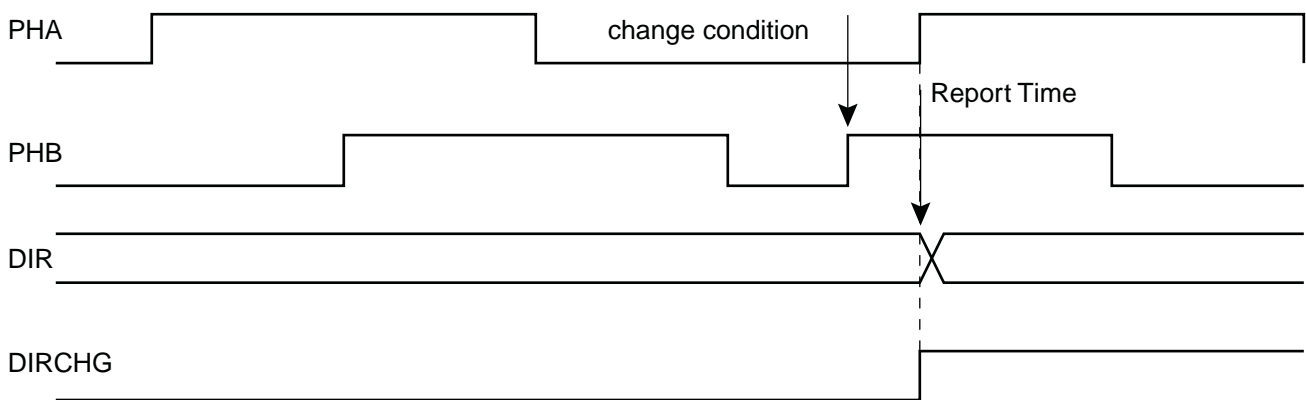 PHA
change condition
Report Time
PHB
DIR
DIRCHG